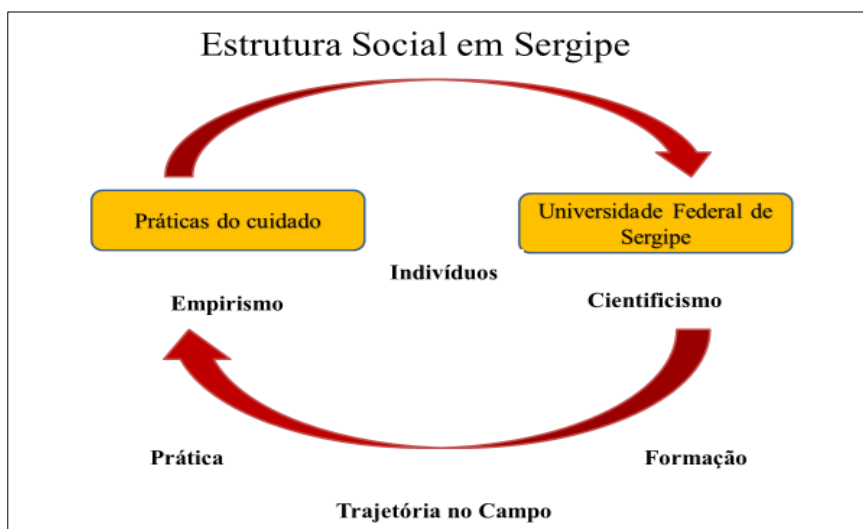 Estrutura Social em Sergipe
Práticas do cuidado
Universidade Federal de
Sergipe
Indivíduos
Empirismo
Cientificismo
Prática
Formação
Trajetória no Campo